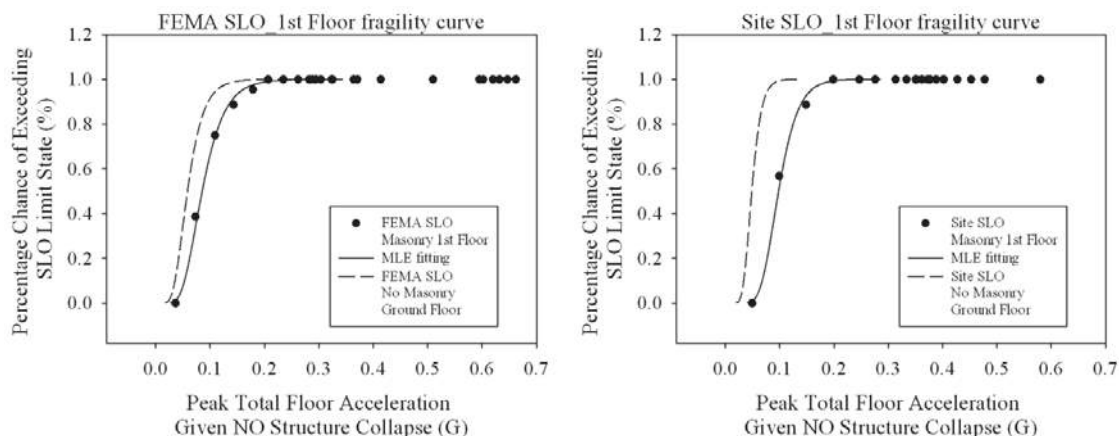 FEMA SLO_1st Floor fragility curve
Percentage Chance of Exceeding
SLO Limit State (%)
1.2
1.0
0.8
0.6
0.4
0.2
0.0
FEMA SLO
Masonry 1st Floor
MLE fitting
FEMA SLO
No Masonry
Ground Floor
0.0 0.1 0.2 0.3 0.4 0.5 0.6 0.7
Peak Total Floor Acceleration
Given NO Structure Collapse (G)
Site SLO_1st Floor fragility curve
Percentage Chance of Exceeding
SLO Limit State (%)
1.2
1.0
0.8
0.6
0.4
0.2
0.0
Site SLO
Masonry 1st Floor
MLE fitting
Site SLO
No Masonry
Ground Floor
0.0 0.1 0.2 0.3 0.4 0.5 0.6 0.7
Peak Total Floor Acceleration
Given NO Structure Collapse (G)